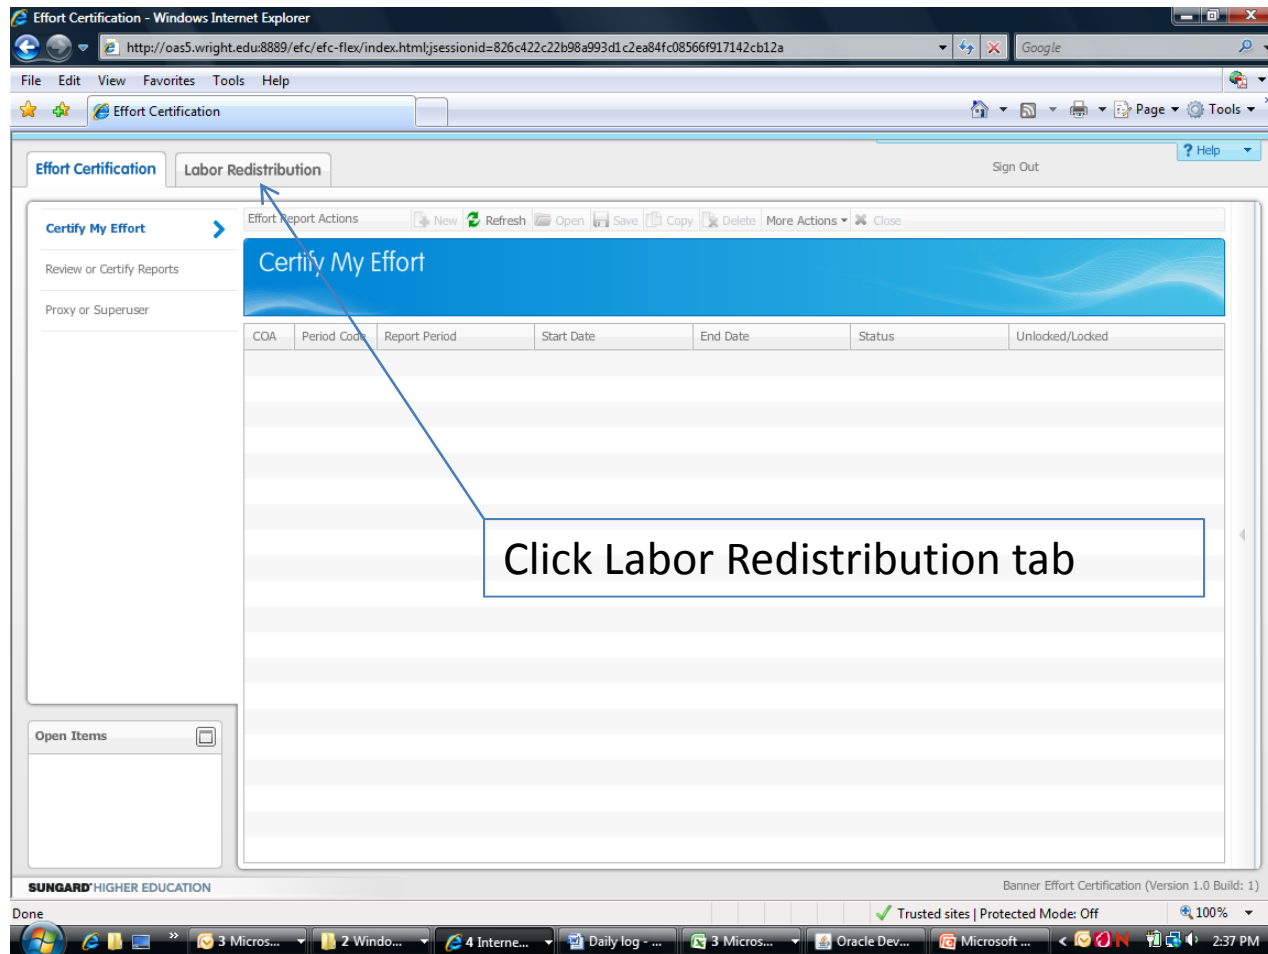 Effort Certification - Windows Internet Explorer
http://oas5.wright.edu:8889/efc/efc-flex/index.html;jsessionid=826c422c22b98a993d1c2ea84fc08566f917142cb12a
Google
File Edit View Favorites Tools Help
Effort Certification
Page Tools
Effort Certification Labor Redistribution Sign Out ? Help
Certify My Effort
Review or Certify Reports
Proxy or Superuser
Effort Report Actions New Refresh Open Save Copy Delete More Actions Close
Certify My Effort
COA Period Code Report Period Start Date End Date Status Unlocked/Locked
Click Labor Redistribution tab
Open Items
SUNGARD HIGHER EDUCATION Banner Effort Certification (Version 1.0 Build: 1)
Done Trusted sites | Protected Mode: Off 100%
3 Micros... 2 Windo... 4 Interne... Daily log - ... 3 Micros... Oracle Dev... Microsoft ... 2:37 PM